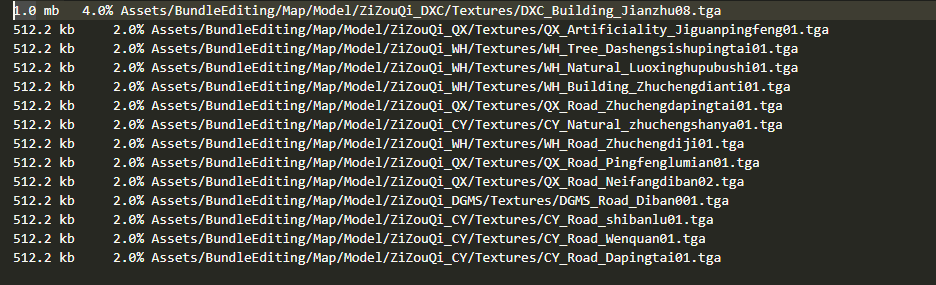 1.0 mb 4.0% Assets/BundleEditing/Map/Model/ZiZouQi_DXC/Textures/DXC_Building_Jianzhu08.tga
512.2 kb 2.0% Assets/BundleEditing/Map/Model/ZiZouQi_QX/Textures/QX_Artificiality_Jiguanpingfeng01.tga
512.2 kb 2.0% Assets/BundleEditing/Map/Model/ZiZouQi_WH/Textures/WH_Tree_Dashengsishupingtai01.tga
512.2 kb 2.0% Assets/BundleEditing/Map/Model/ZiZouQi_WH/Textures/WH_Natural_Luoxinghupubushi01.tga
512.2 kb 2.0% Assets/BundleEditing/Map/Model/ZiZouQi_WH/Textures/WH_Building_Zhuchengdianti01.tga
512.2 kb 2.0% Assets/BundleEditing/Map/Model/ZiZouQi_QX/Textures/QX_Road_Zhuchengdapingtai01.tga
512.2 kb 2.0% Assets/BundleEditing/Map/Model/ZiZouQi_CY/Textures/CY_Natural_zhuchengshanya01.tga
512.2 kb 2.0% Assets/BundleEditing/Map/Model/ZiZouQi_WH/Textures/WH_Road_Zhuchengdiji01.tga
512.2 kb 2.0% Assets/BundleEditing/Map/Model/ZiZouQi_QX/Textures/QX_Road_Pingfenglumian01.tga
512.2 kb 2.0% Assets/BundleEditing/Map/Model/ZiZouQi_QX/Textures/QX_Road_Neifangdiban02.tga
512.2 kb 2.0% Assets/BundleEditing/Map/Model/ZiZouQi_DGMS/Textures/DGMS_Road_Diban001.tga
512.2 kb 2.0% Assets/BundleEditing/Map/Model/ZiZouQi_CY/Textures/CY_Road_shibanlu01.tga
512.2 kb 2.0% Assets/BundleEditing/Map/Model/ZiZouQi_CY/Textures/CY_Road_Wenquan01.tga
512.2 kb 2.0% Assets/BundleEditing/Map/Model/ZiZouQi_CY/Textures/CY_Road_Dapingtai01.tga